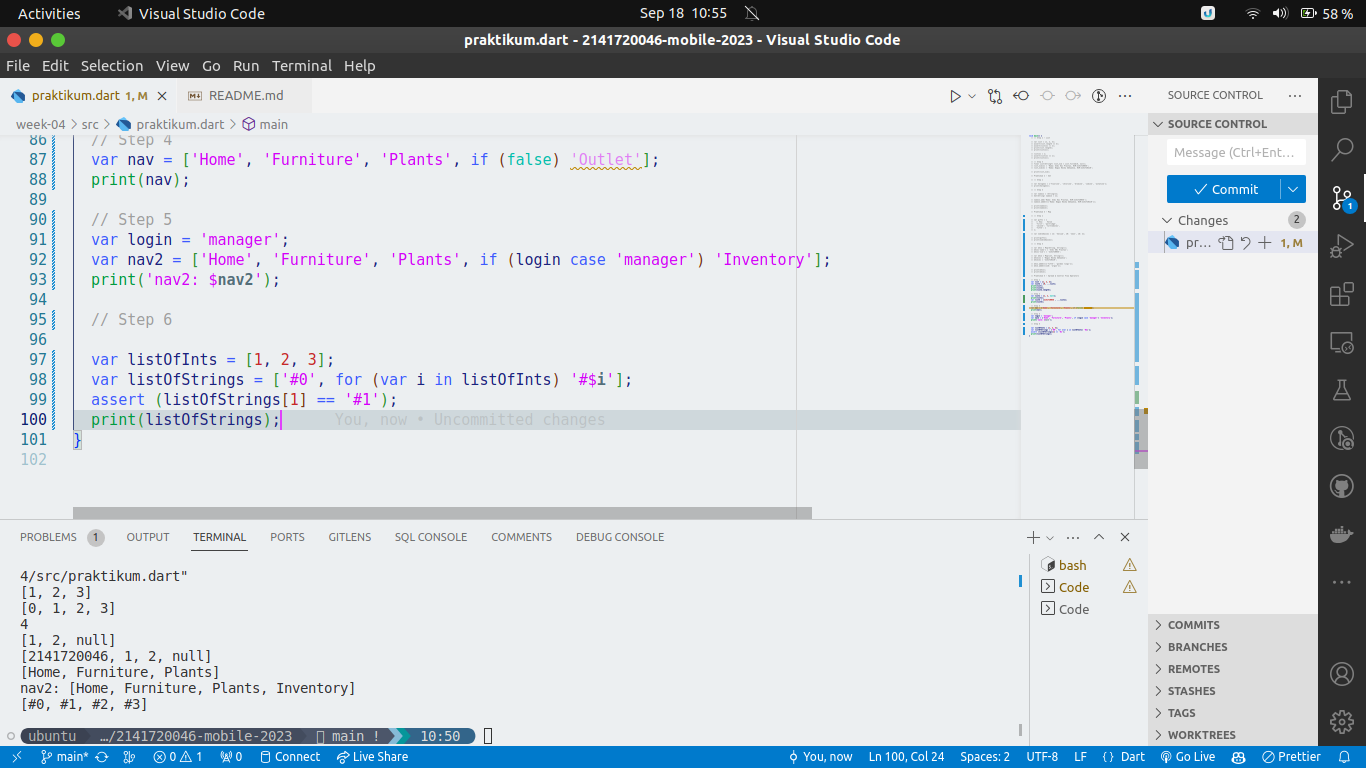 Activities Visual Studio Code Sep 18 10:55 58 %
praktikum.dart - 2141720046-mobile-2023 - Visual Studio Code
File Edit Selection View Go Run Terminal Help
praktikum.dart 1, M README.md SOURCE CONTROL
week-04 > src > praktikum.dart > main SOURCE CONTROL
86 // Step 4
87 var nav = ['Home', 'Furniture', 'Plants', if (false) 'Outlet'];
88 print(nav);
89
90 // Step 5
91 var login = 'manager';
92 var nav2 = ['Home', 'Furniture', 'Plants', if (login case 'manager') 'Inventory'];
93 print('nav2: $nav2');
94
95 // Step 6
96
97 var listOfInts = [1, 2, 3];
98 var listOfStrings = ['#0', for (var i in listOfInts) '#$i'];
99 assert (listOfStrings[1] == '#1');
100 print(listOfStrings); You, now • Uncommitted changes
101 }
102
Message (Ctrl+Ent...
Commit
1
Changes 2
pr... 1, M
PROBLEMS 1 OUTPUT TERMINAL PORTS GITLENS SQL CONSOLE COMMENTS DEBUG CONSOLE
4/src/praktikum.dart"
[1, 2, 3]
[0, 1, 2, 3]
4
[1, 2, null]
[2141720046, 1, 2, null]
[Home, Furniture, Plants]
nav2: [Home, Furniture, Plants, Inventory]
[#0, #1, #2, #3]
ubuntu …/2141720046-mobile-2023 main ! 10:50
bash
Code
Code
COMMITS
BRANCHES
REMOTES
STASHES
TAGS
WORKTREES
main* 0 1 0 Connect Live Share You, now Ln 100, Col 24 Spaces: 2 UTF-8 LF { } Dart Go Live Prettier